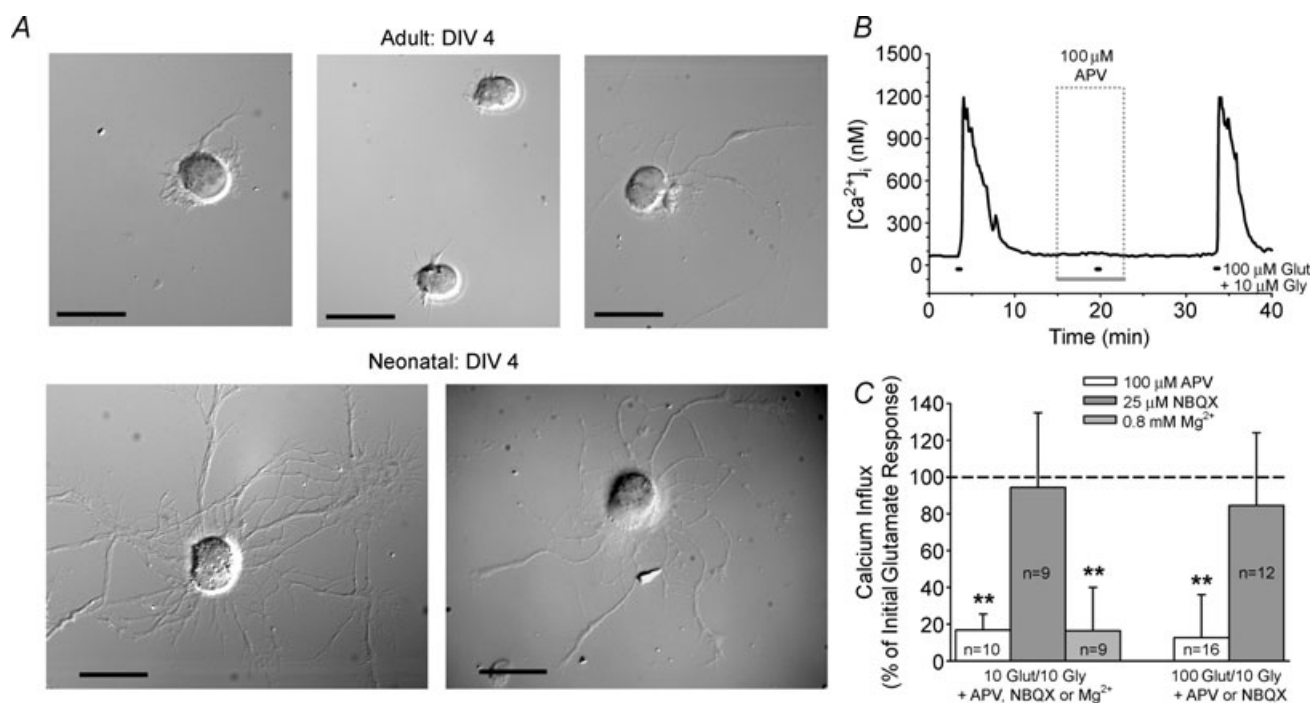 A
Adult: DIV 4
Neonatal: DIV 4
B
1500
1200
900
600
300
0
[Ca²⁺]ᵢ (nM)
100 μM
APV
100 μM Glut
+ 10 μM Gly
0
10
20
30
40
Time (min)
C
100 μM APV
25 μM NBQX
0.8 mM Mg²⁺
140
120
100
80
60
40
20
0
Calcium Influx
(% of Initial Glutamate Response)
**
n=10
n=9
**
n=9
**
n=16
n=12
10 Glut/10 Gly
+ APV, NBQX or Mg²⁺
100 Glut/10 Gly
+ APV or NBQX